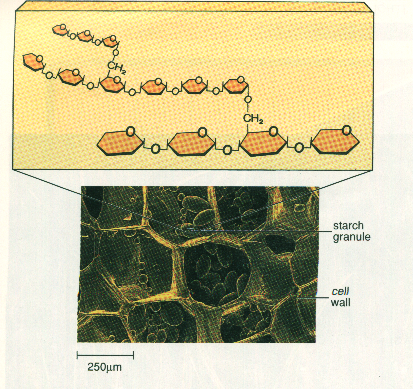 CH₂
CH₂
starch
granule
cell
wall
250μm